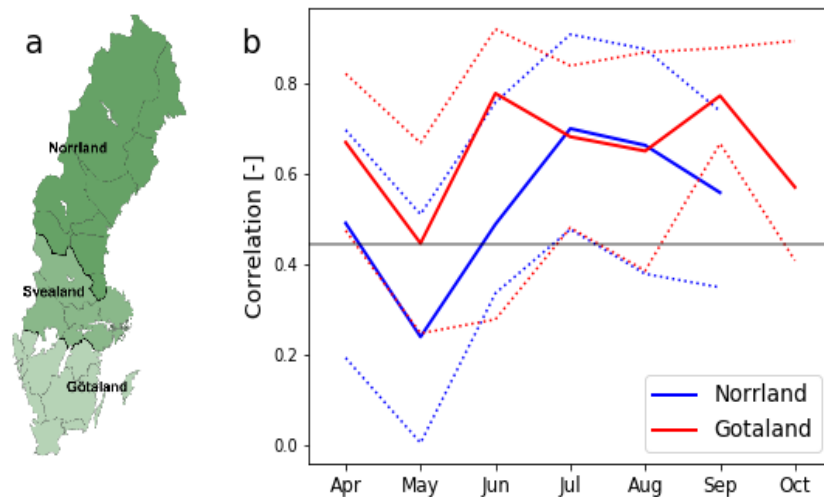 a
Norrland
Svealand
Götaland
b
Correlation [-]
0.8
0.6
0.4
0.2
0.0
Apr May Jun Jul Aug Sep Oct
Norrland
Gotaland